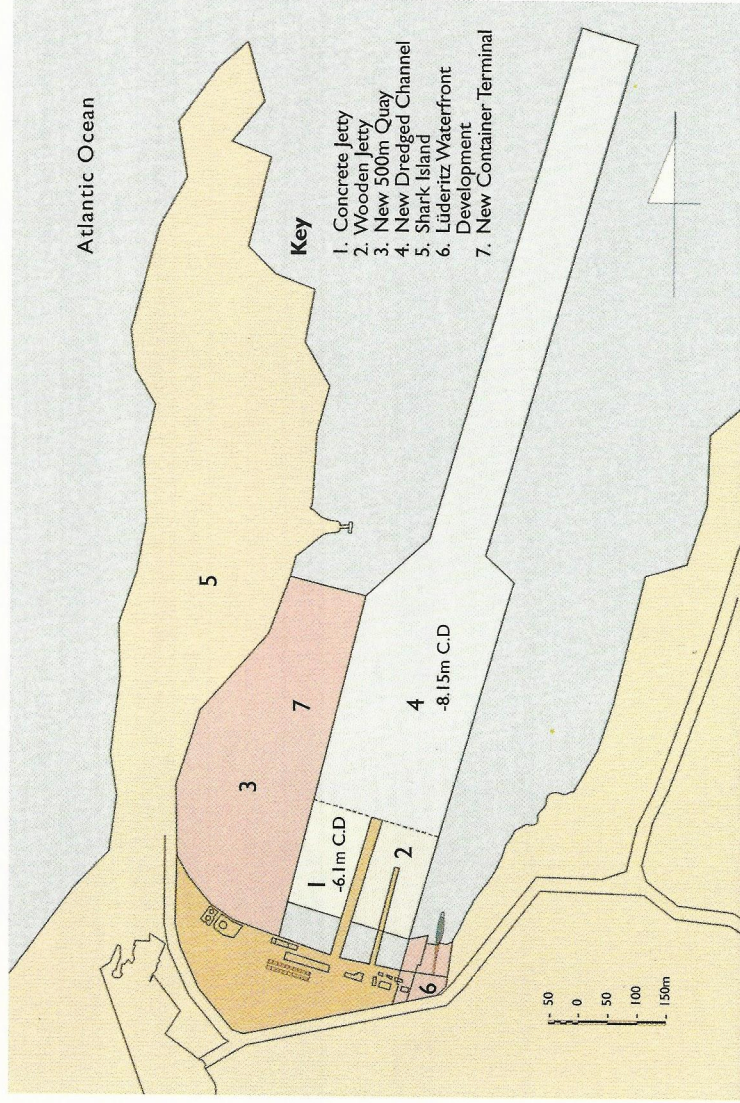 Atlantic Ocean
Key
1. Concrete Jetty
2. Wooden Jetty
3. New 500m Quay
4. New Dredged Channel
5. Shark Island
6. Lüderitz Waterfront
Development
7. New Container Terminal
5
3
7
1
-6.1m C.D
2
4
-8.15m C.D
6
50
0
50
100
150m